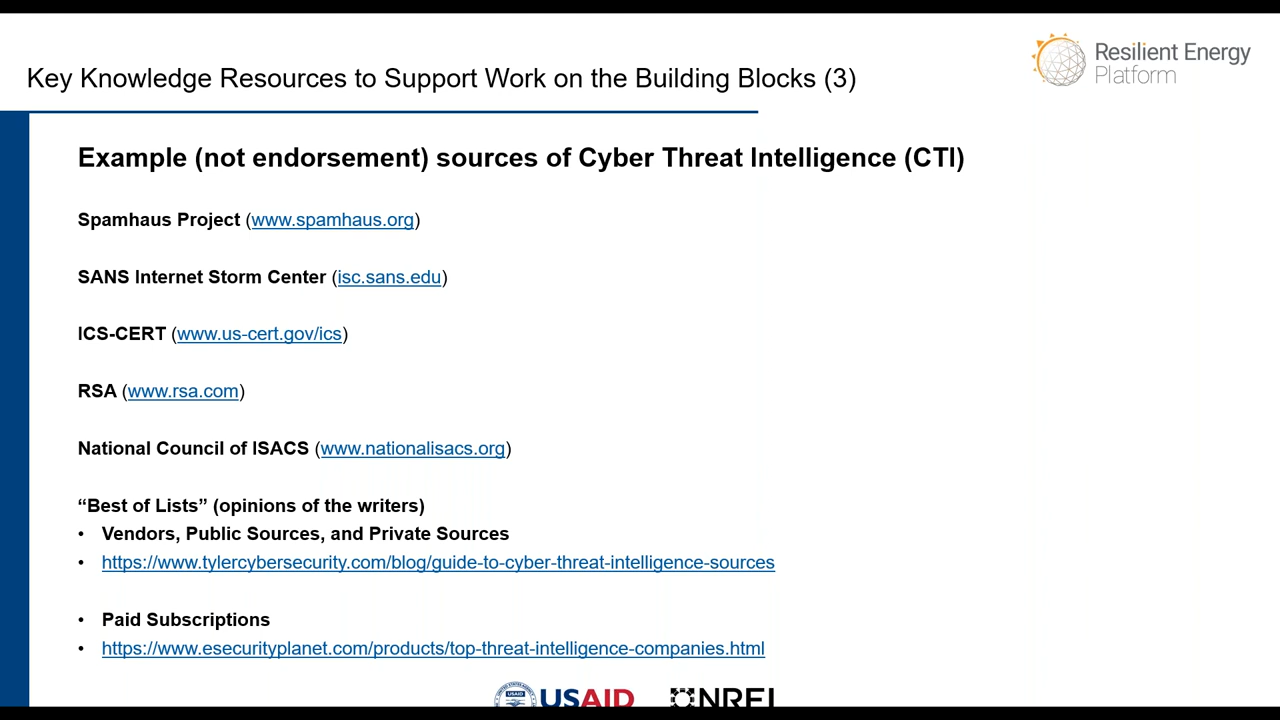 Resilient Energy
Platform
Key Knowledge Resources to Support Work on the Building Blocks (3)
Example (not endorsement) sources of Cyber Threat Intelligence (CTI)
Spamhaus Project (www.spamhaus.org)
SANS Internet Storm Center (isc.sans.edu)
ICS-CERT (www.us-cert.gov/ics)
RSA (www.rsa.com)
National Council of ISACS (www.nationalisacs.org)
“Best of Lists” (opinions of the writers)
• Vendors, Public Sources, and Private Sources
• https://www.tylercybersecurity.com/blog/guide-to-cyber-threat-intelligence-sources
• Paid Subscriptions
• https://www.esecurityplanet.com/products/top-threat-intelligence-companies.html
USAID
NREL